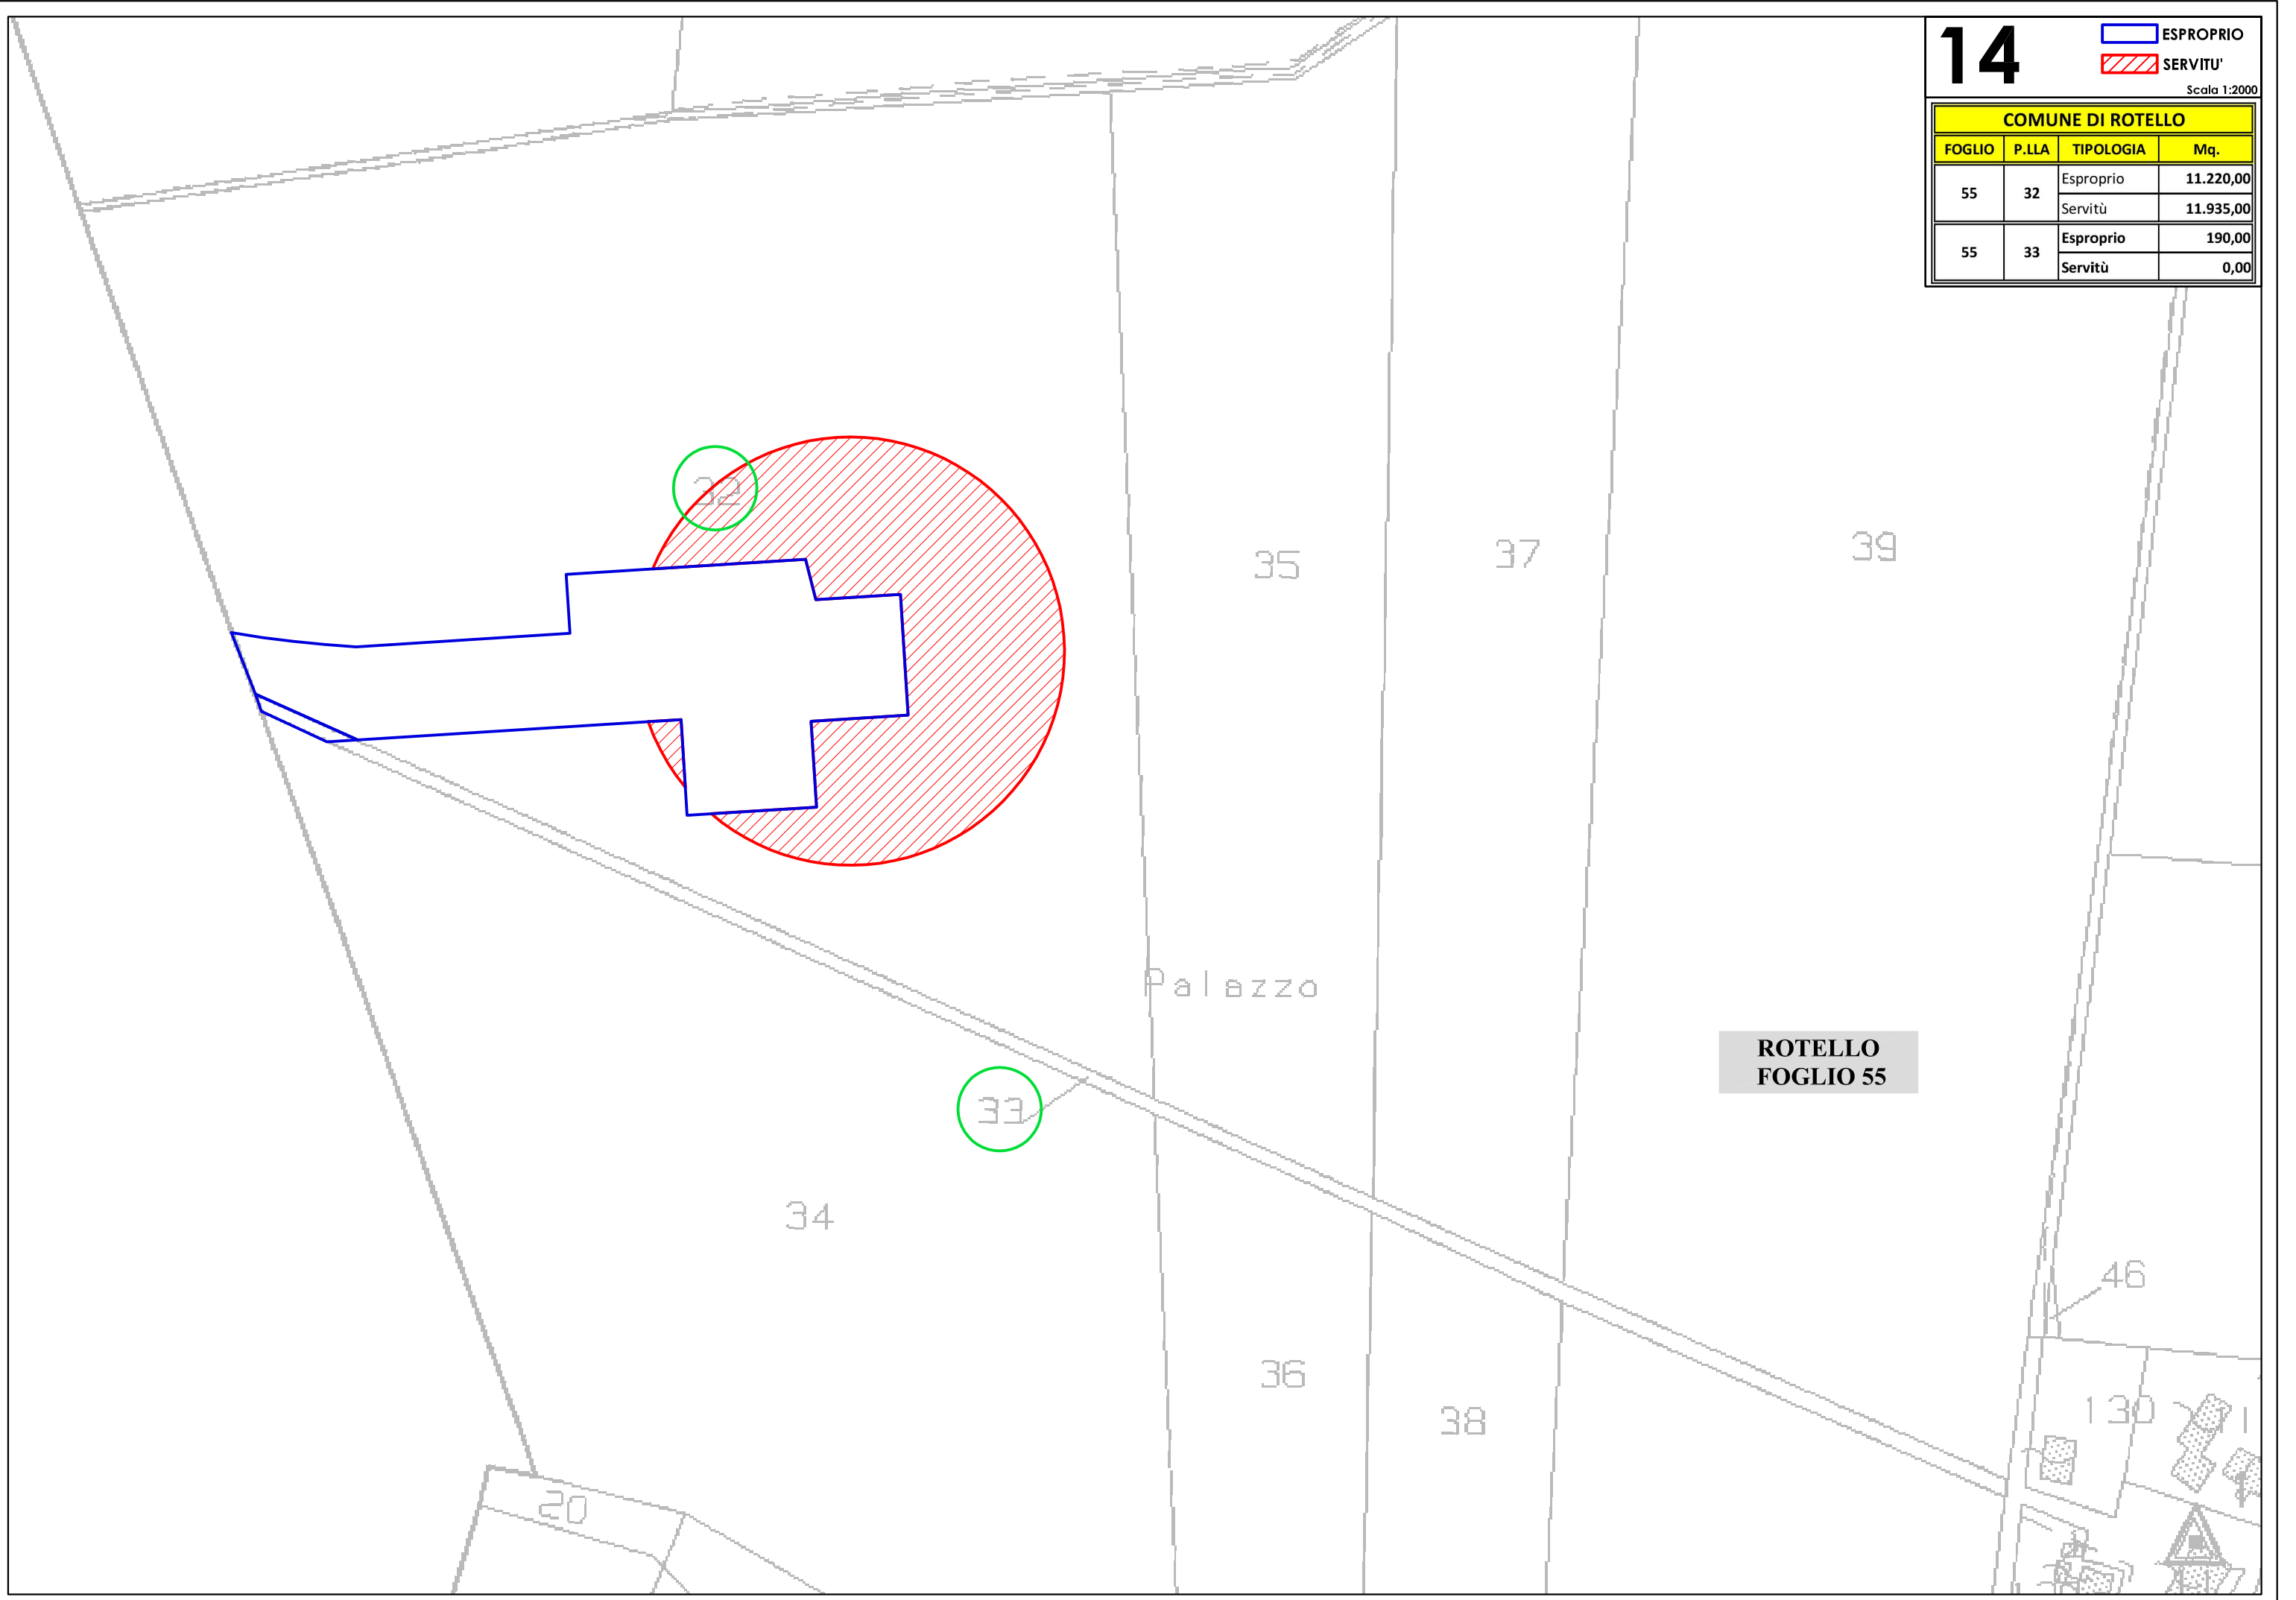 14
ESPROPRIO
SERVITU'
Scala 1:2000
COMUNE DI ROTELLO
FOGLIO P.LLA TIPOLOGIA Mq.
55 32 Esproprio 11.220,00
Servitù 11.935,00
55 33 Esproprio 190,00
Servitù 0,00
32
35
37
39
Palazzo
ROTELLO
FOGLIO 55
33
34
46
36
38
130
20